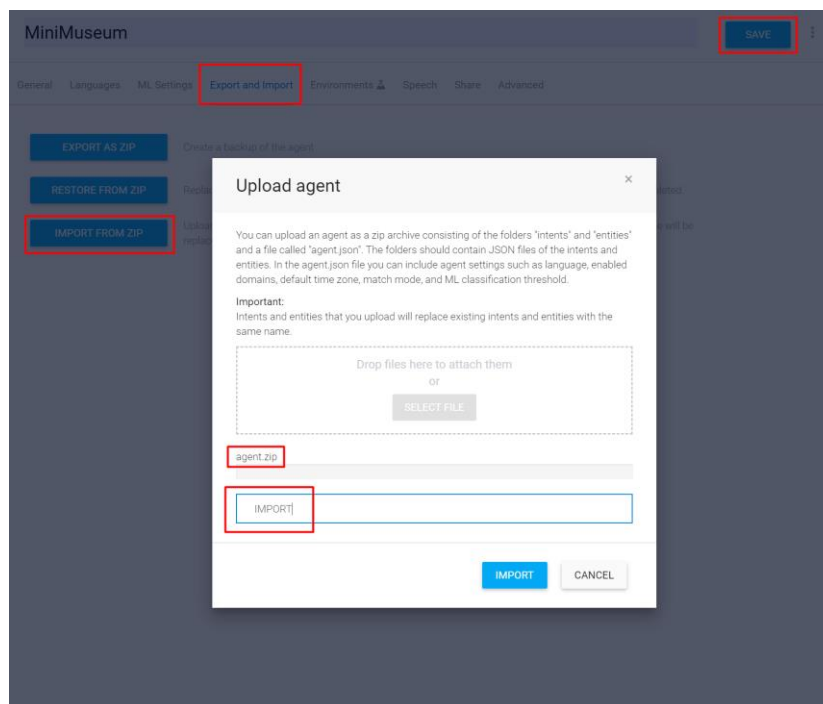 MiniMuseum
SAVE
General Languages ML Settings Export and Import Environments Speech Share Advanced
EXPORT AS ZIP Create a backup of the agent
RESTORE FROM ZIP
IMPORT FROM ZIP
will be
Upload agent
×
You can upload an agent as a zip archive consisting of the folders "intents" and "entities"
and a file called "agent.json". The folders should contain JSON files of the intents and
entities. In the agent.json file you can include agent settings such as language, enabled
domains, default time zone, match mode, and ML classification threshold.
Important:
Intents and entities that you upload will replace existing intents and entities with the
same name.
Drop files here to attach them
or
SELECT FILE
agent.zip
IMPORT
IMPORT CANCEL